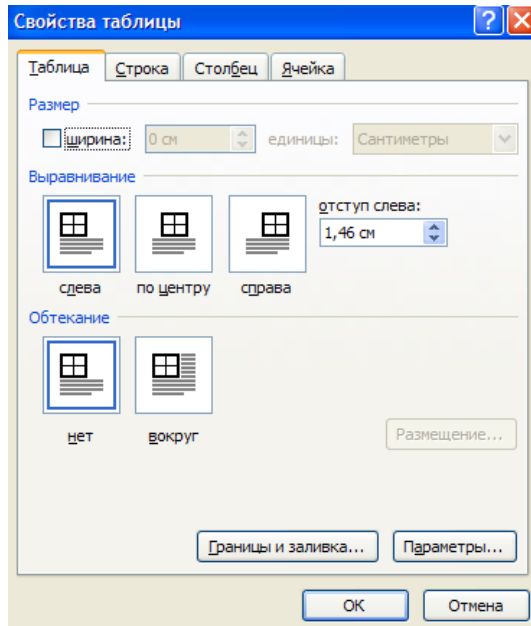 Свойства таблицы
Таблица Строка Столбец Ячейка
Размер
ширина: 0 см единицы: Сантиметры
Выравнивание
отступ слева:
1,46 см
слева по центру справа
Обтекание
нет вокруг
Размещение...
Границы и заливка... Параметры...
ОК Отмена